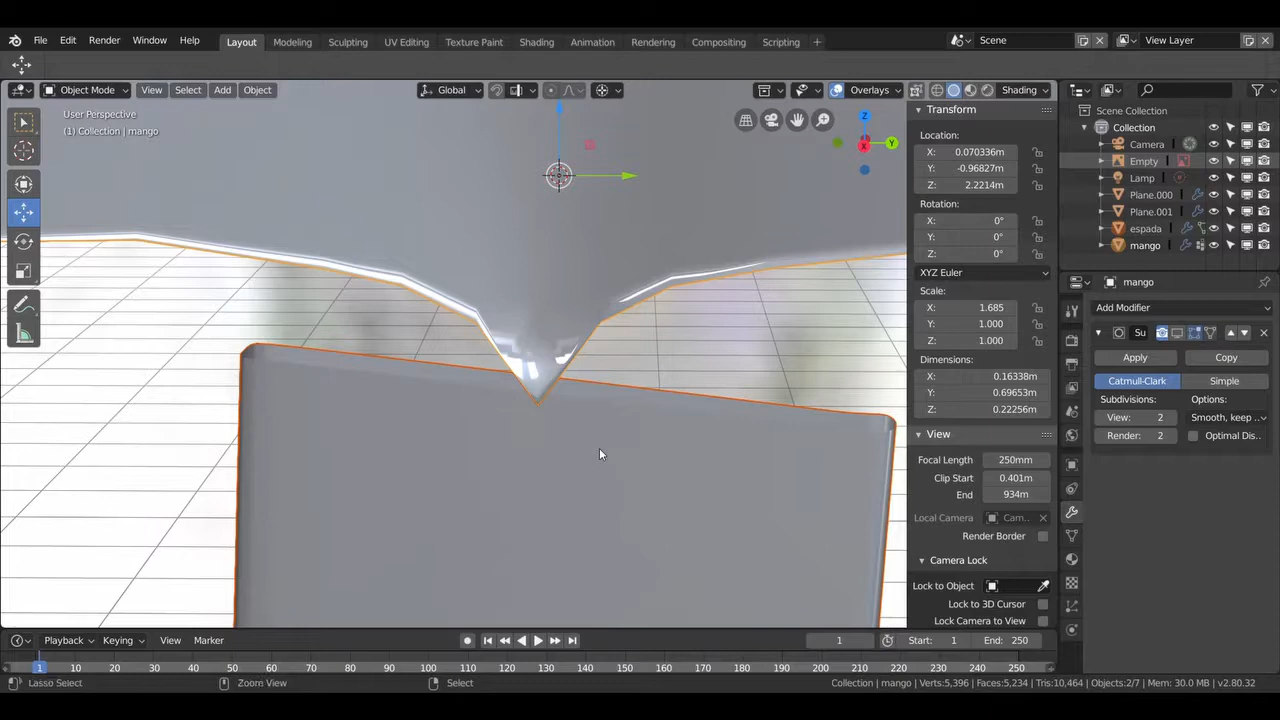 File Edit Render Window Help Layout Modeling Sculpting UV Editing Texture Paint Shading Animation Rendering Compositing Scripting + Scene View Layer
Object Mode View Select Add Object Global Overlays Shading
User Perspective
(1) Collection | mango
Z
Y
X
Transform
Location:
X: 0.070336m
Y: -0.96827m
Z: 2.2214m
Rotation:
X: 0°
Y: 0°
Z: 0°
XYZ Euler
Scale:
X: 1.685
Y: 1.000
Z: 1.000
Dimensions:
X: 0.16338m
Y: 0.69653m
Z: 0.22256m
View
Focal Length 250mm
Clip Start 0.401m
End 934m
Local Camera Cam..
Render Border
Camera Lock
Lock to Object
Lock to 3D Cursor
Lock Camera to View
Scene Collection
Collection
Camera
Empty
Lamp
Plane.000
Plane.001
espada
mango
mango
Add Modifier
Su
Apply Copy
Catmull-Clark Simple
Subdivisions: Options:
View: 2 Smooth, keep ..
Render: 2 Optimal Dis..
Playback Keying View Marker 1 Start: 1 End: 250
1 10 20 30 40 50 60 70 80 90 100 110 120 130 140 150 160 170 180 190 200 210 220 230 240 250
Lasso Select Zoom View Select Collection | mango | Verts:5,396 | Faces:5,234 | Tris:10,464 | Objects:2/7 | Mem: 30.0 MB | v2.80.32